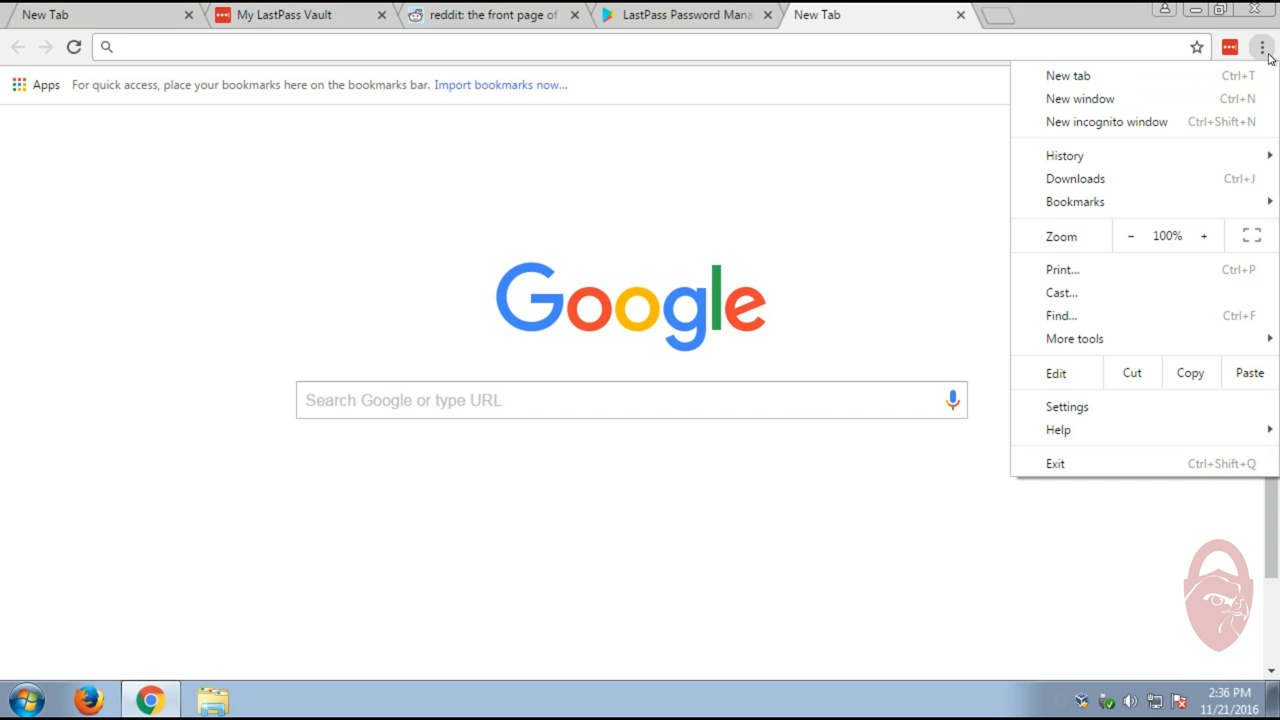 New Tab
My LastPass Vault
reddit: the front page of
LastPass Password Mana
New Tab
Apps
For quick access, place your bookmarks here on the bookmarks bar. Import bookmarks now...
New tab Ctrl+T
New window Ctrl+N
New incognito window Ctrl+Shift+N
History
Downloads Ctrl+J
Bookmarks
Zoom - 100% +
Print... Ctrl+P
Cast...
Find... Ctrl+F
More tools
Edit Cut Copy Paste
Settings
Help
Exit Ctrl+Shift+Q
Google
Search Google or type URL
2:36 PM
11/21/2016